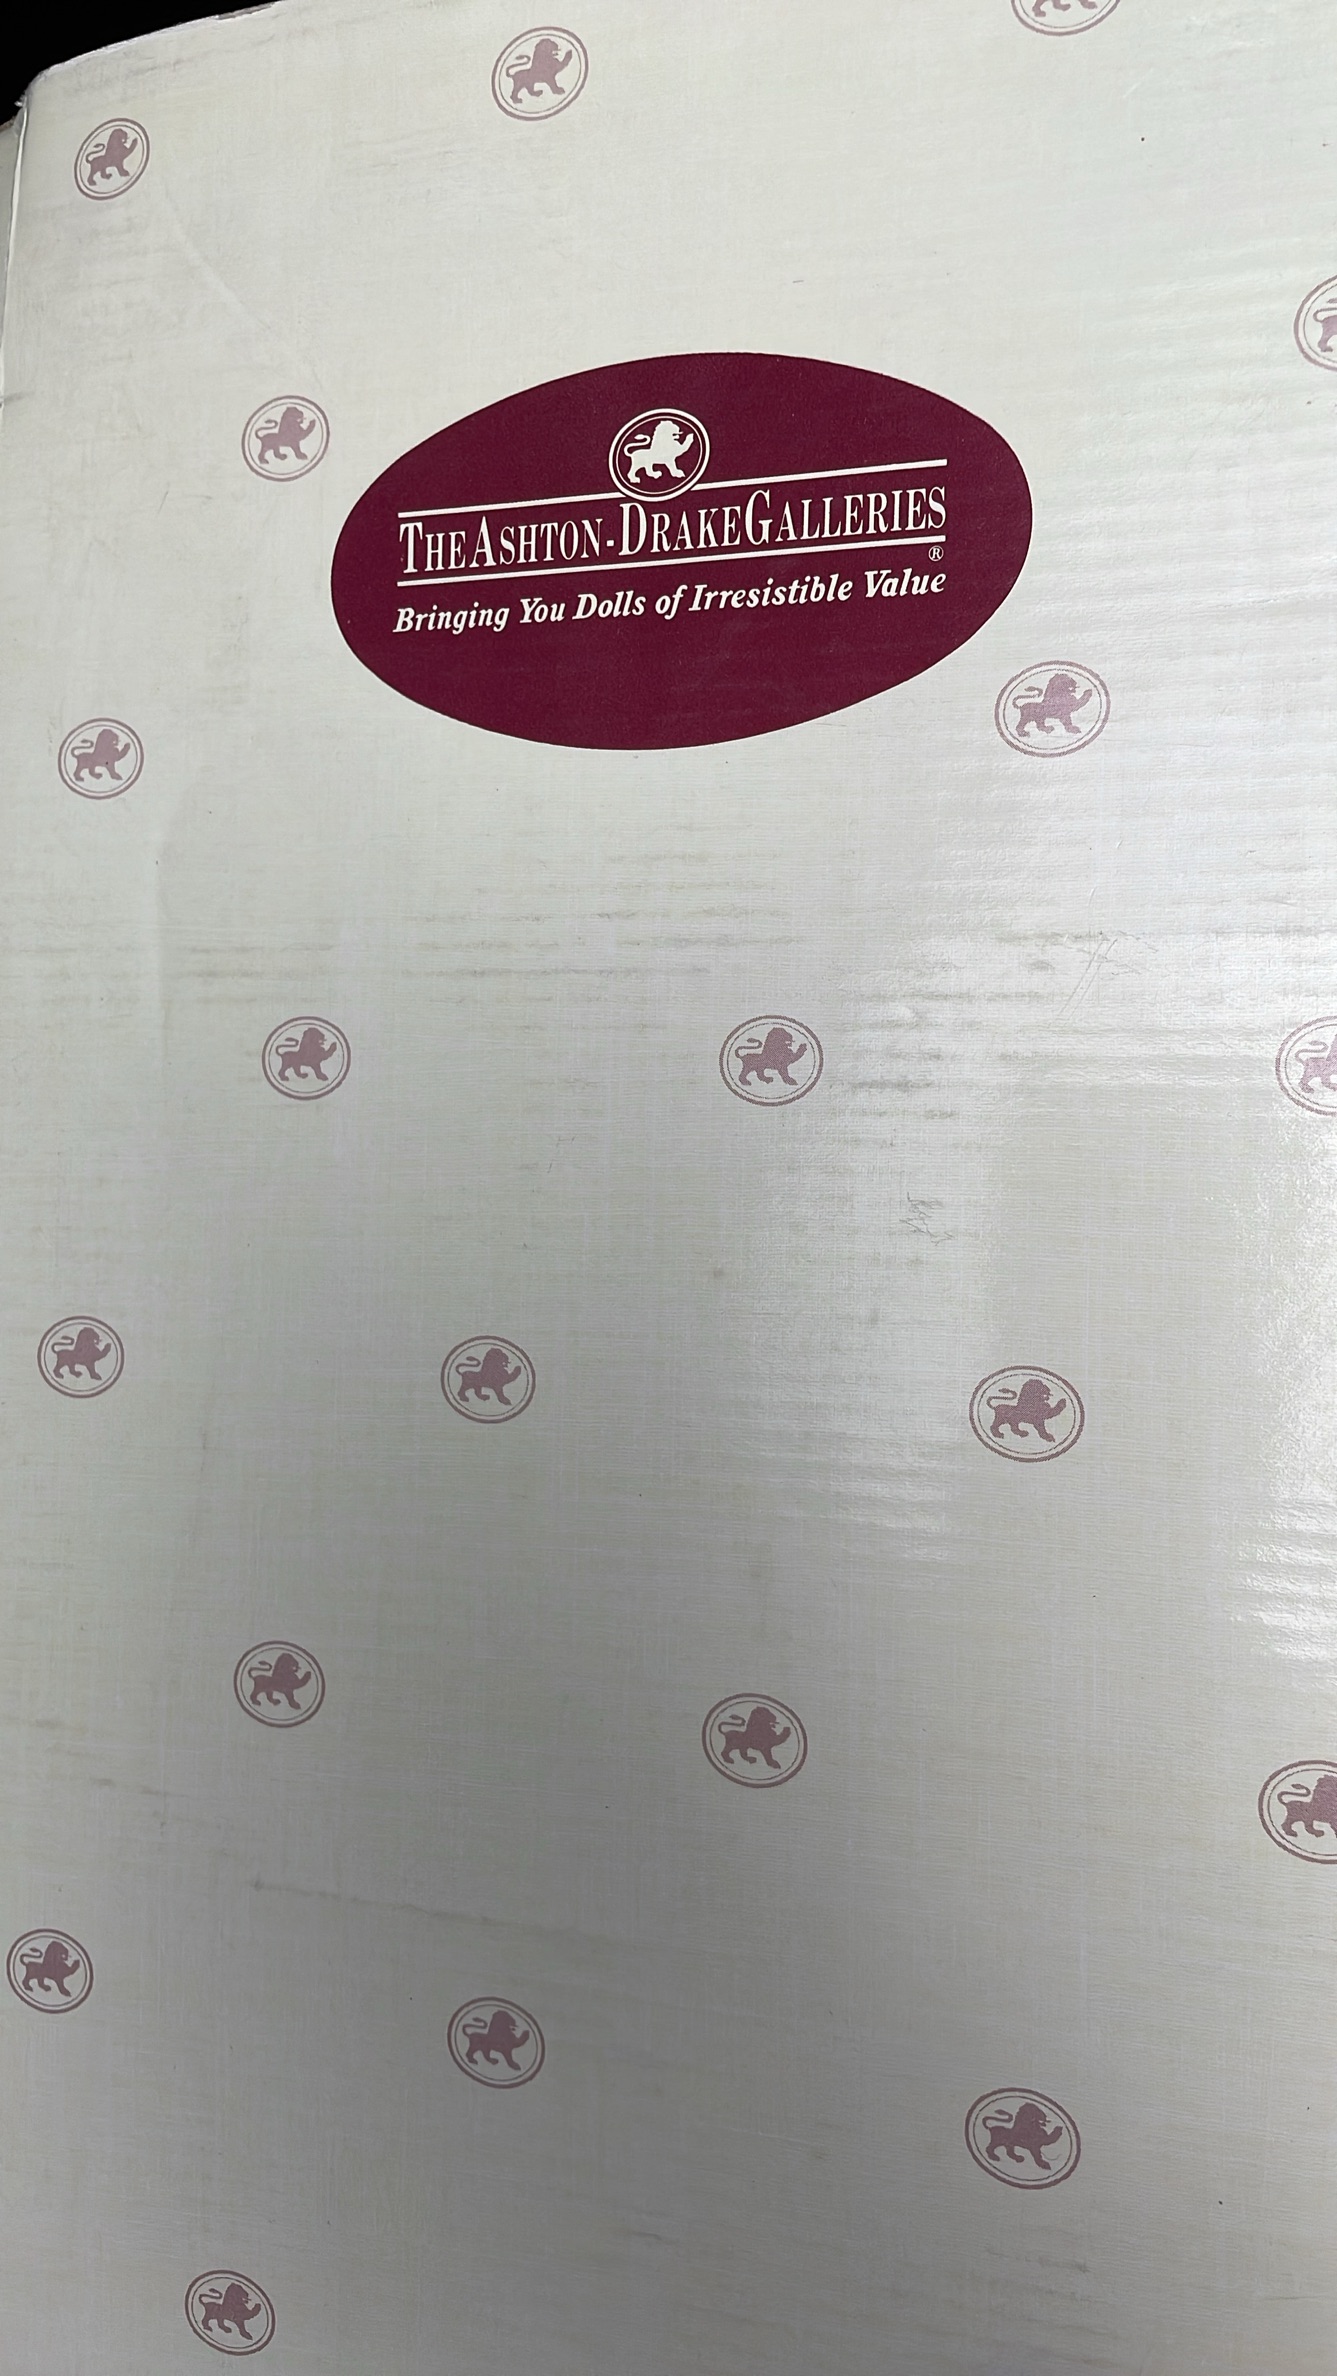 The Ashton-Drake Galleries
®
Bringing You Dolls of Irresistible Value